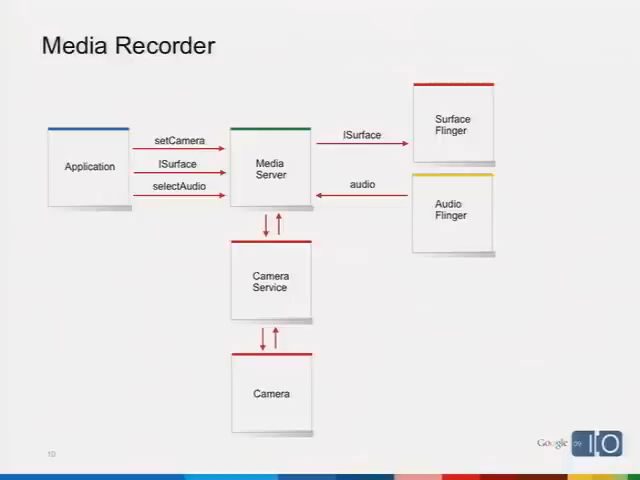 Media Recorder
Application
setCamera
ISurface
selectAudio
Media
Server
ISurface
audio
Surface
Flinger
Audio
Flinger
Camera
Service
Camera
10
Google 09 IO